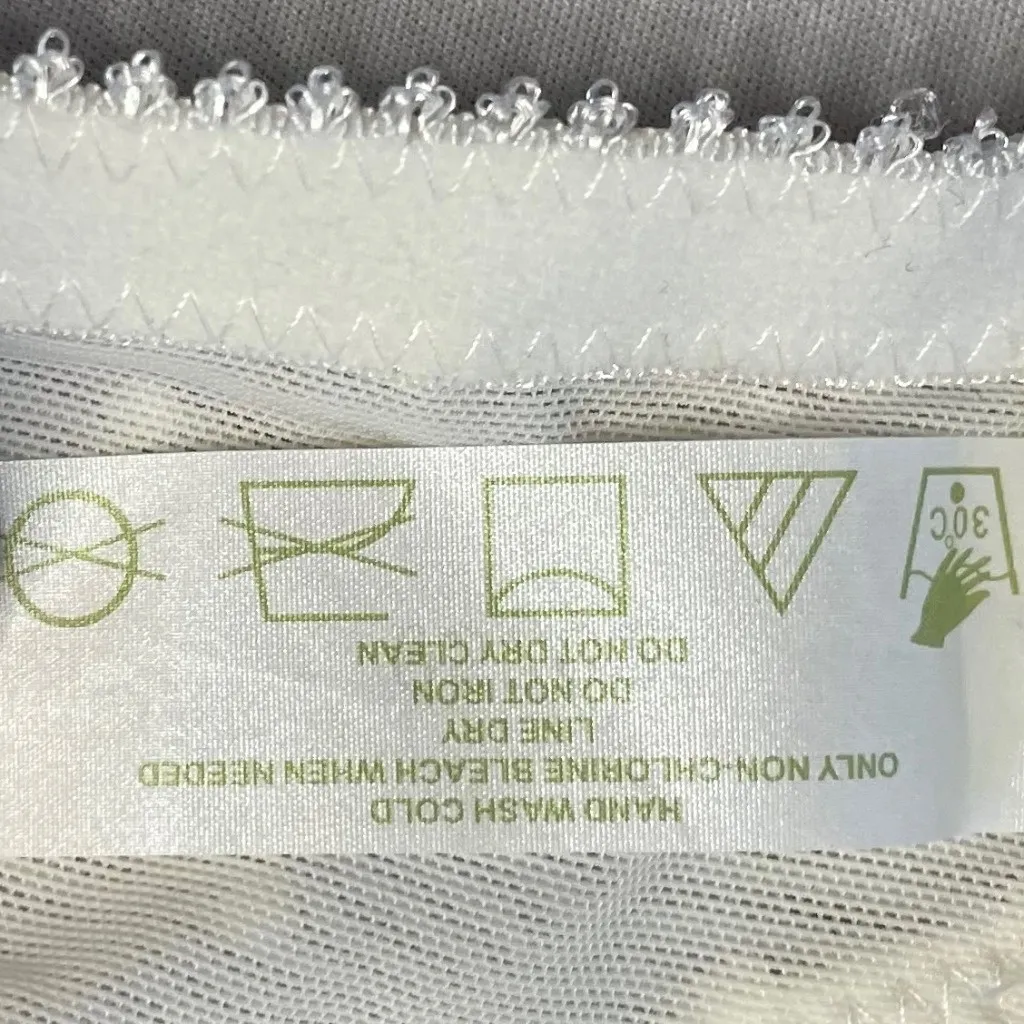 30°C
HAND WASH COLD
ONLY NON-CHLORINE BLEACH WHEN NEEDED
LINE DRY
DO NOT IRON
DO NOT DRY CLEAN